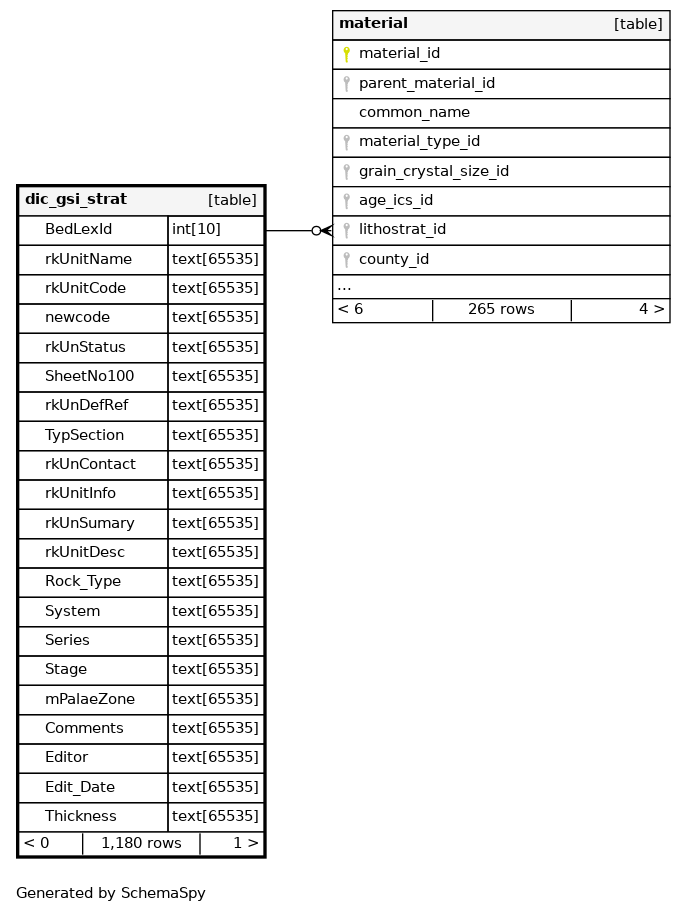 material [table]
material_id
parent_material_id
common_name
material_type_id
grain_crystal_size_id
age_ics_id
lithostrat_id
county_id
...
< 6 265 rows 4 >
dic_gsi_strat [table]
BedLexId int[10]
rkUnitName text[65535]
rkUnitCode text[65535]
newcode text[65535]
rkUnStatus text[65535]
SheetNo100 text[65535]
rkUnDefRef text[65535]
TypSection text[65535]
rkUnContact text[65535]
rkUnitInfo text[65535]
rkUnSumary text[65535]
rkUnitDesc text[65535]
Rock_Type text[65535]
System text[65535]
Series text[65535]
Stage text[65535]
mPalaeZone text[65535]
Comments text[65535]
Editor text[65535]
Edit_Date text[65535]
Thickness text[65535]
< 0 1,180 rows 1 >
Generated by SchemaSpy